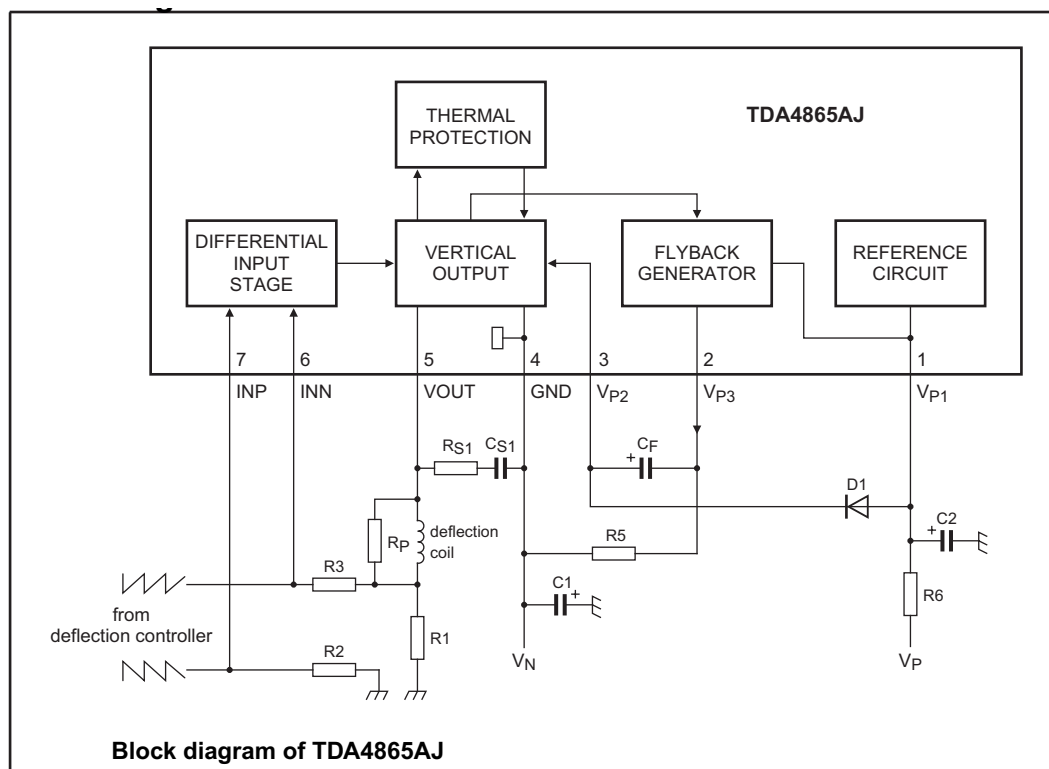 THERMAL
PROTECTION
TDA4865AJ
DIFFERENTIAL
INPUT
STAGE
VERTICAL
OUTPUT
FLYBACK
GENERATOR
REFERENCE
CIRCUIT
7 6 5 4 3 2 1
INP INN VOUT GND VP2 VP3 VP1
RS1 CS1 + CF
D1
RP deflection
coil
R5
+ C2
R3
C1 +
R6
from
deflection controller
R1
R2
VN VP
Block diagram of TDA4865AJ